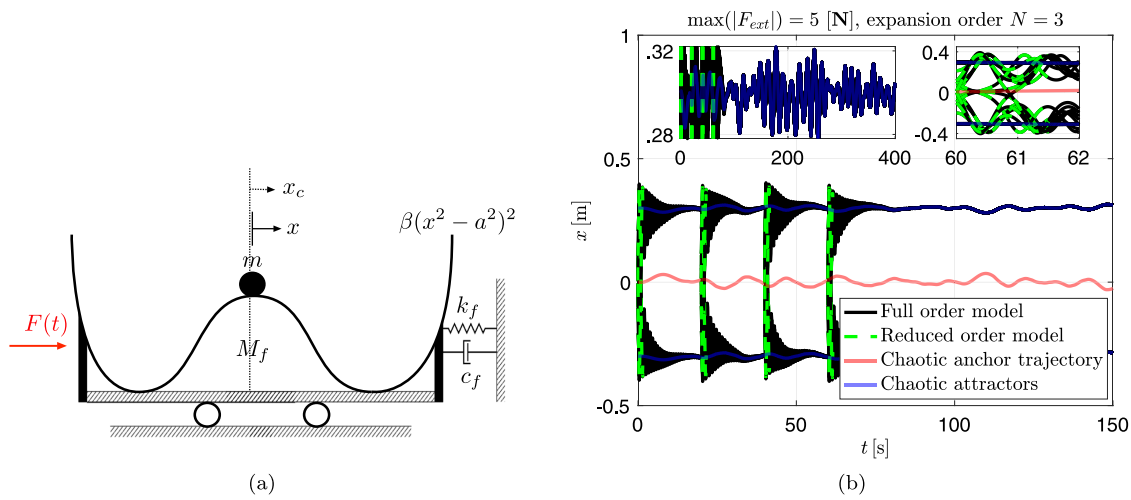 max(|F_ext|) = 5 [N], expansion order N = 3
.32
.28
0 200 400
0.4
0
-0.4
60 61 62
1
0.5
0
-0.5
x [m]
0 50 100 150
t [s]
Full order model
Reduced order model
Chaotic anchor trajectory
Chaotic attractors
x_c
x
β(x² − a²)²
m
F(t)
M_f
k_f
c_f
(a)
(b)